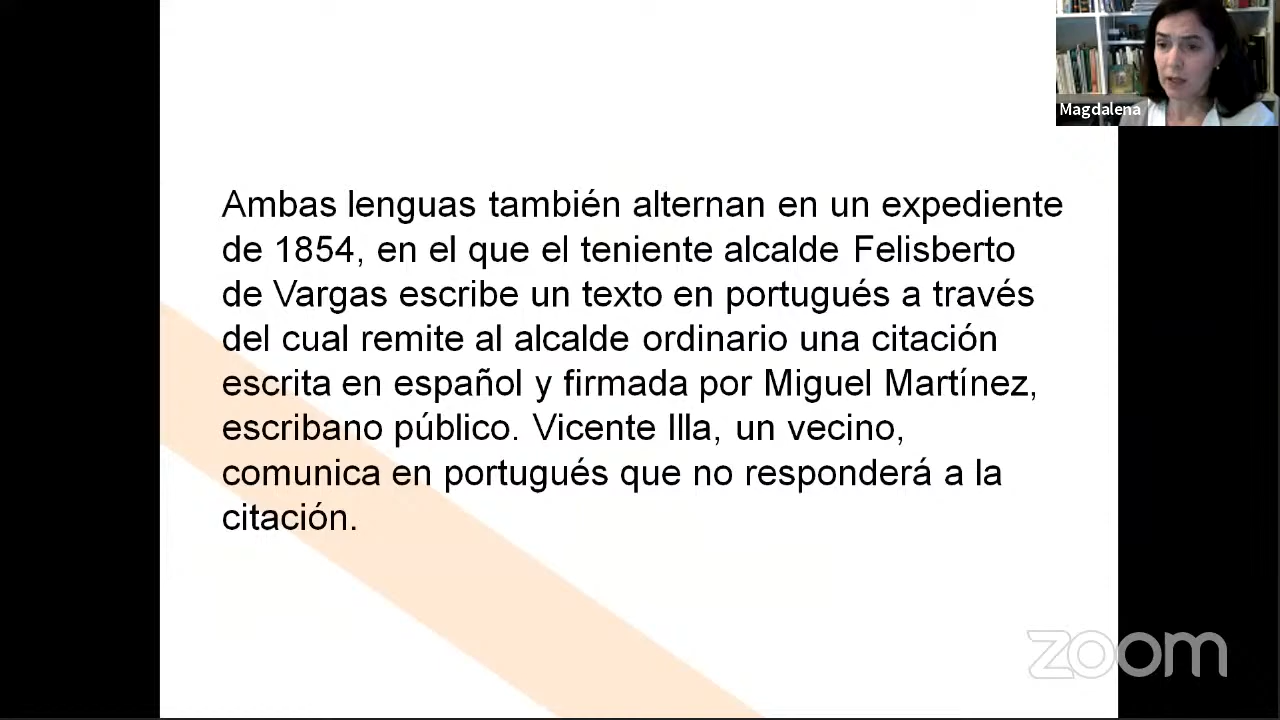 Magdalena
Ambas lenguas también alternan en un expediente
de 1854, en el que el teniente alcalde Felisberto
de Vargas escribe un texto en portugués a través
del cual remite al alcalde ordinario una citación
escrita en español y firmada por Miguel Martínez,
escribano público. Vicente Illa, un vecino,
comunica en portugués que no responderá a la
citación.
zoom